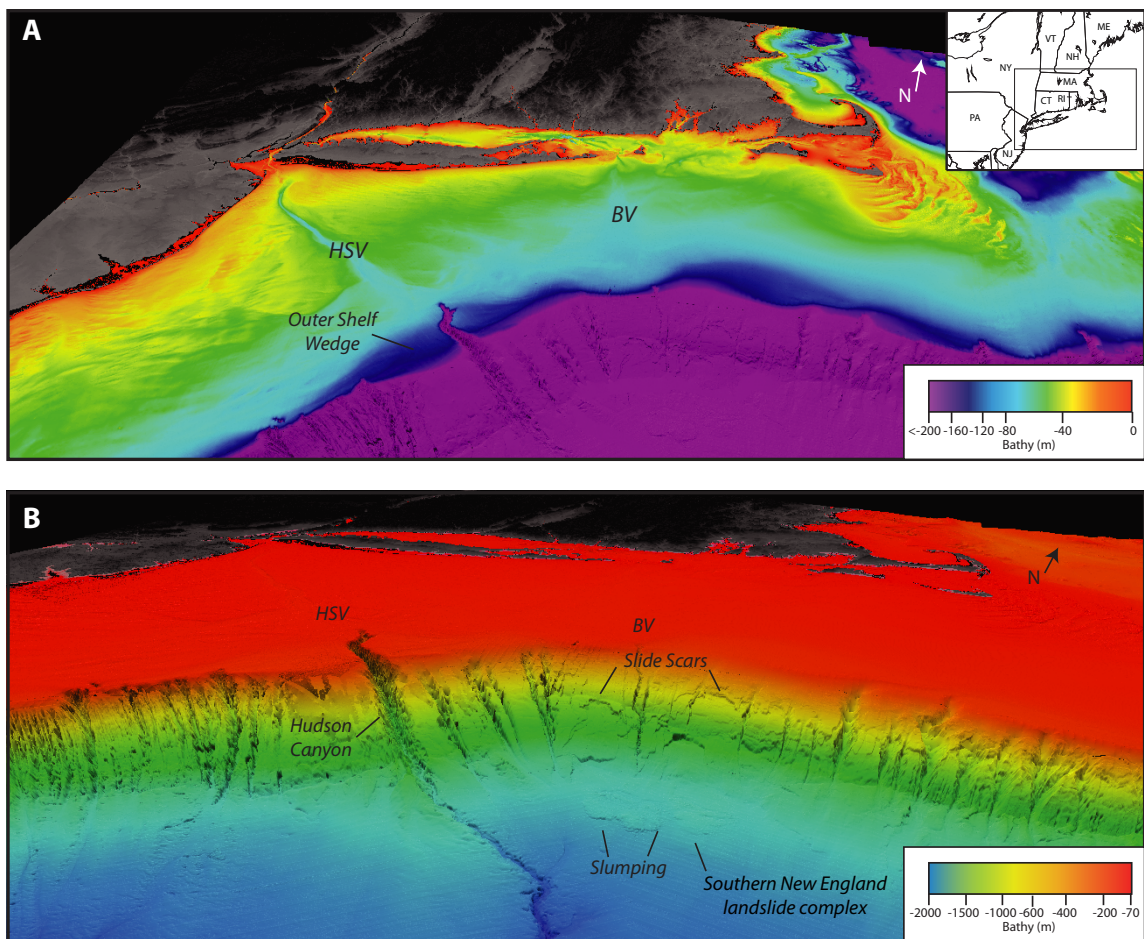 A
N
ME
VT
NH
NY
MA
CT
RI
PA
NJ
BV
HSV
Outer Shelf
Wedge
<-200 -160 -120 -80 -40 0
Bathy (m)
B
N
HSV
BV
Slide Scars
Hudson
Canyon
Slumping
Southern New England
landslide complex
-2000 -1500 -1000 -600 -400 -200 -70
Bathy (m)